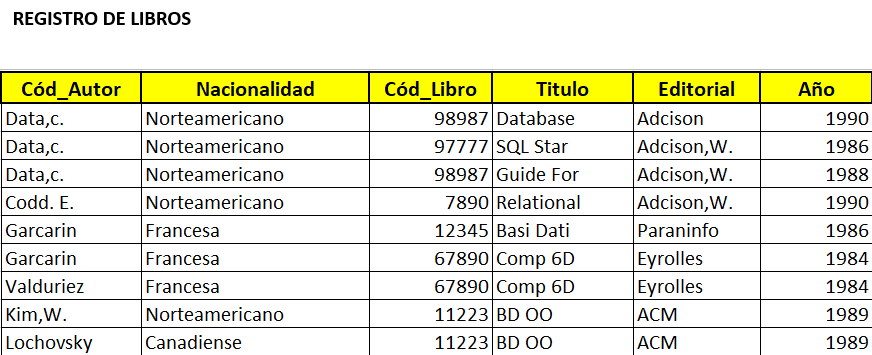 REGISTRO DE LIBROS
Cód_Autor Nacionalidad Cód_Libro Titulo Editorial Año
Data,c. Norteamericano 98987 Database Adcison 1990
Data,c. Norteamericano 97777 SQL Star Adcison,W. 1986
Data,c. Norteamericano 98987 Guide For Adcison,W. 1988
Codd. E. Norteamericano 7890 Relational Adcison,W. 1990
Garcarin Francesa 12345 Basi Dati Paraninfo 1986
Garcarin Francesa 67890 Comp 6D Eyrolles 1984
Valduriez Francesa 67890 Comp 6D Eyrolles 1984
Kim,W. Norteamericano 11223 BD OO ACM 1989
Lochovsky Canadiense 11223 BD OO ACM 1989